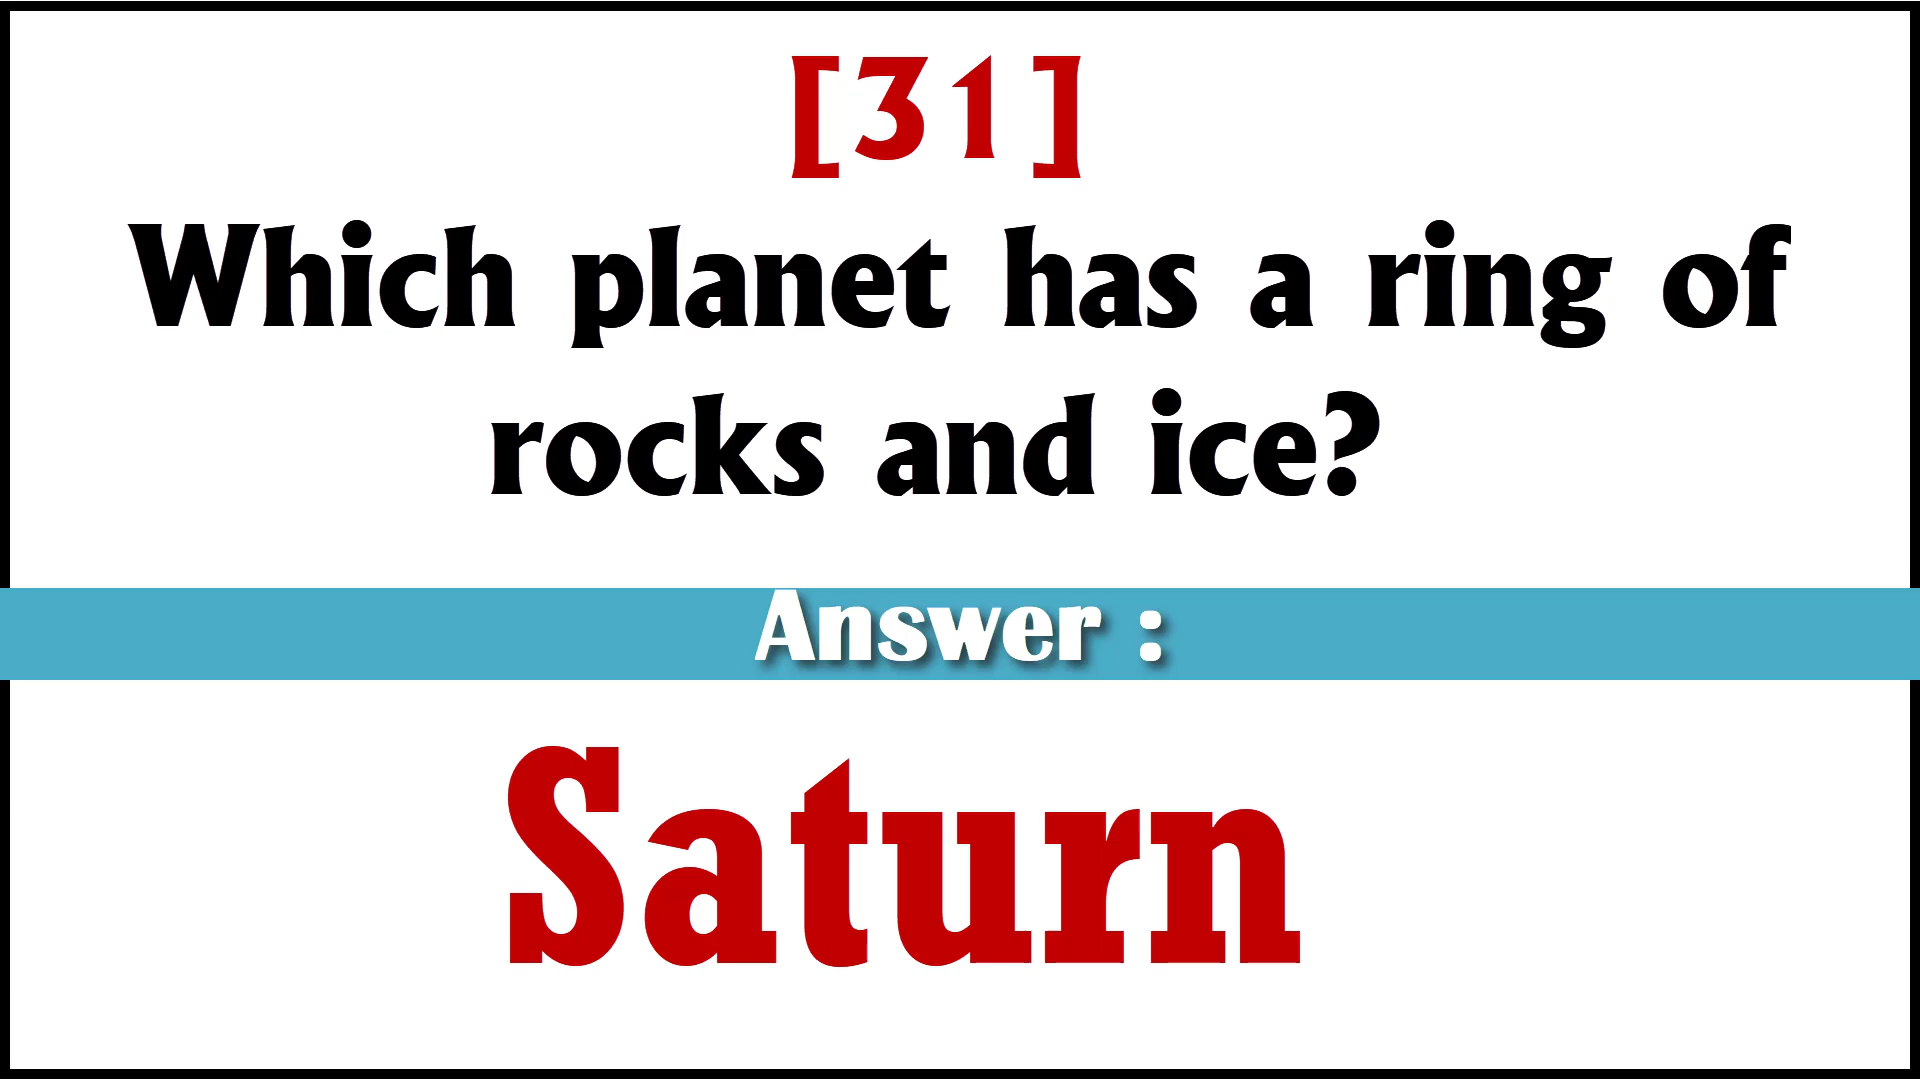 [31]
Which planet has a ring of
rocks and ice?
Answer :
Saturn